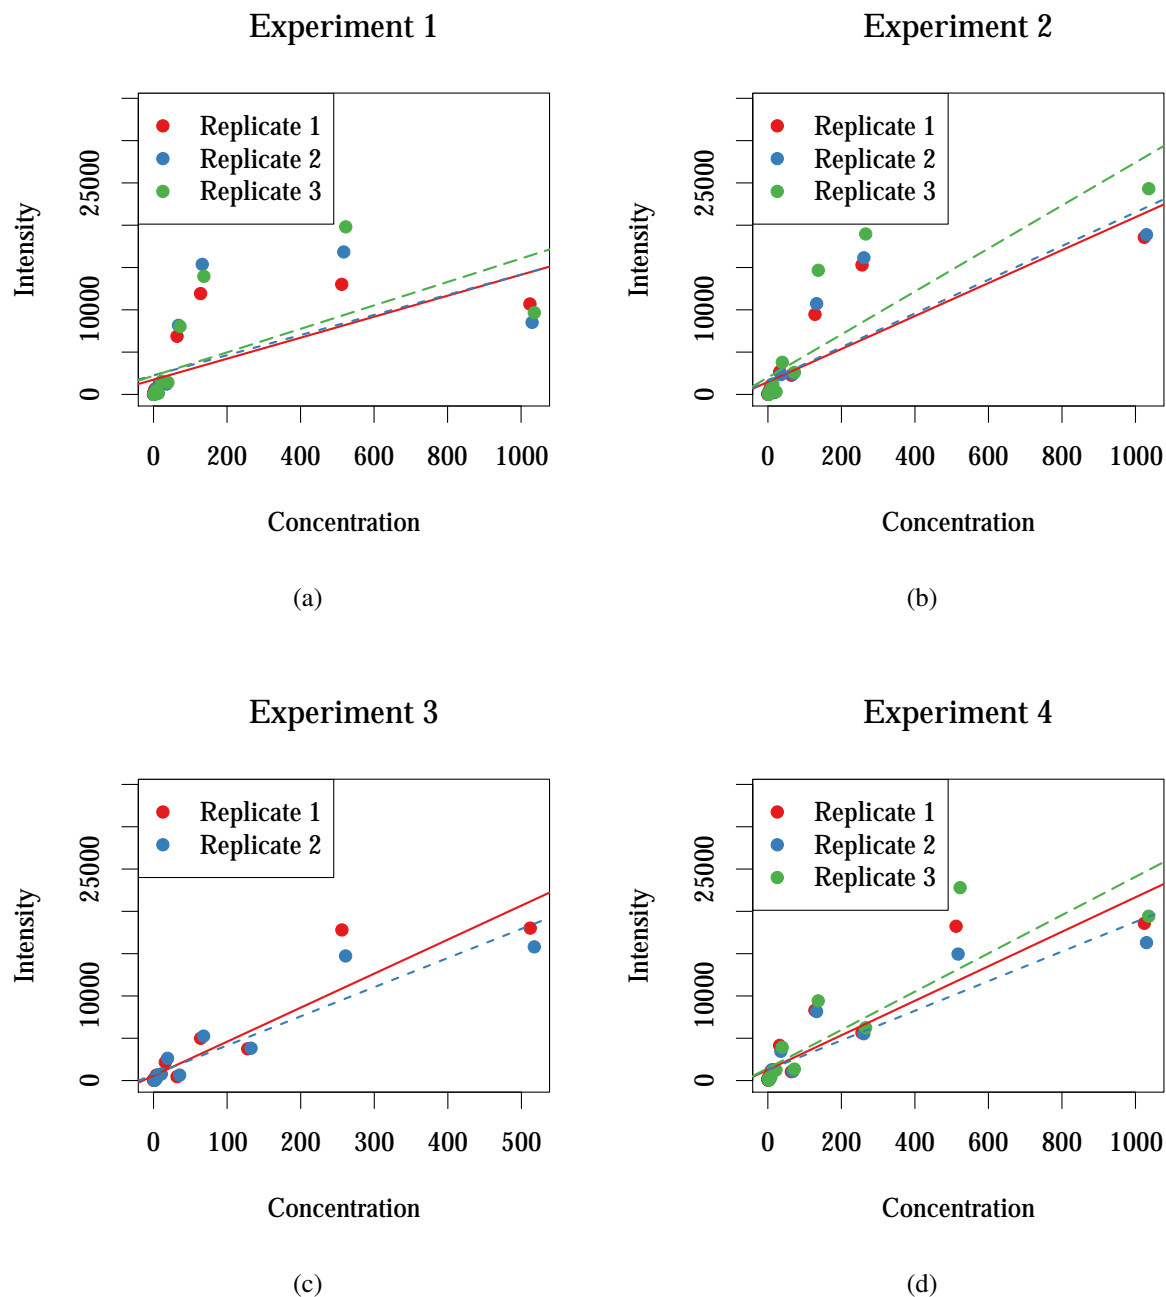 Experiment 1
Replicate 1
Replicate 2
Replicate 3
Intensity
0 10000 25000
0 200 400 600 800 1000
Concentration
(a)
Experiment 2
Replicate 1
Replicate 2
Replicate 3
Intensity
0 10000 25000
0 200 400 600 800 1000
Concentration
(b)
Experiment 3
Replicate 1
Replicate 2
Intensity
0 10000 25000
0 100 200 300 400 500
Concentration
(c)
Experiment 4
Replicate 1
Replicate 2
Replicate 3
Intensity
0 10000 25000
0 200 400 600 800 1000
Concentration
(d)